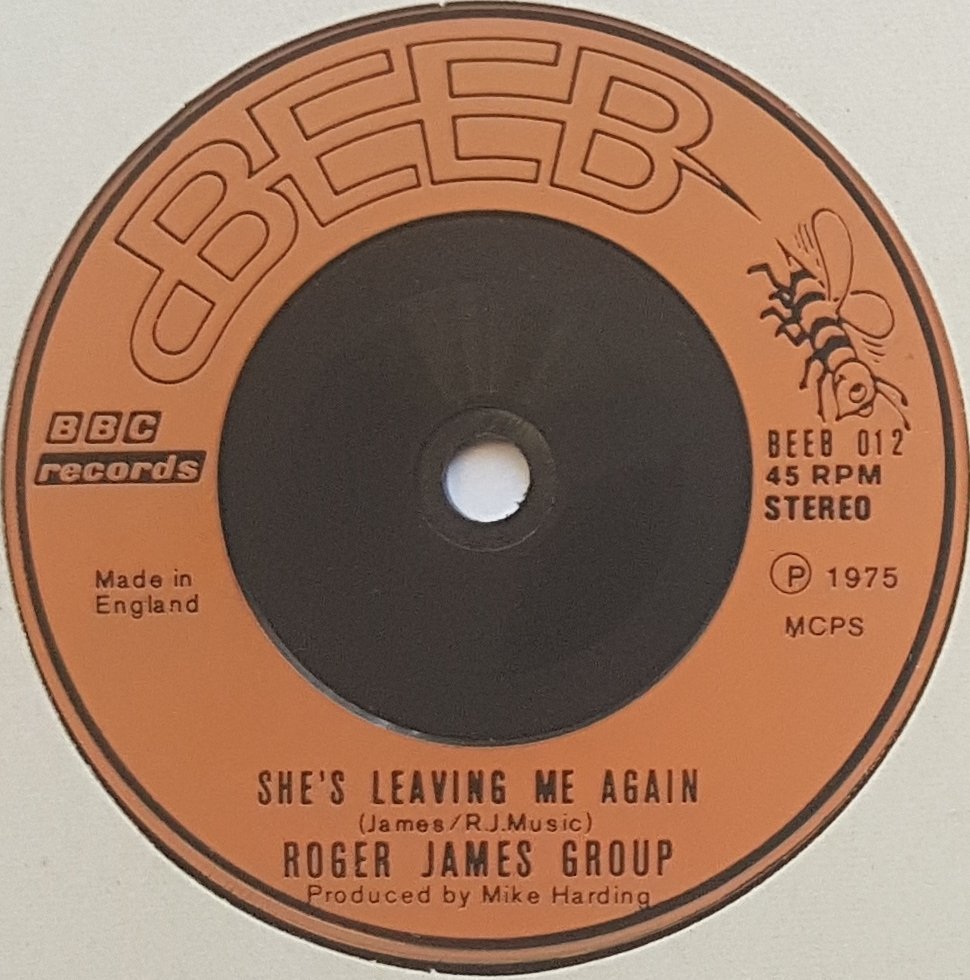 BEEB
BBC
records
BEEB 012
45 RPM
STEREO
Ⓟ 1975
MCPS
Made in
England
SHE'S LEAVING ME AGAIN
(James/R.J.Music)
ROGER JAMES GROUP
Produced by Mike Harding